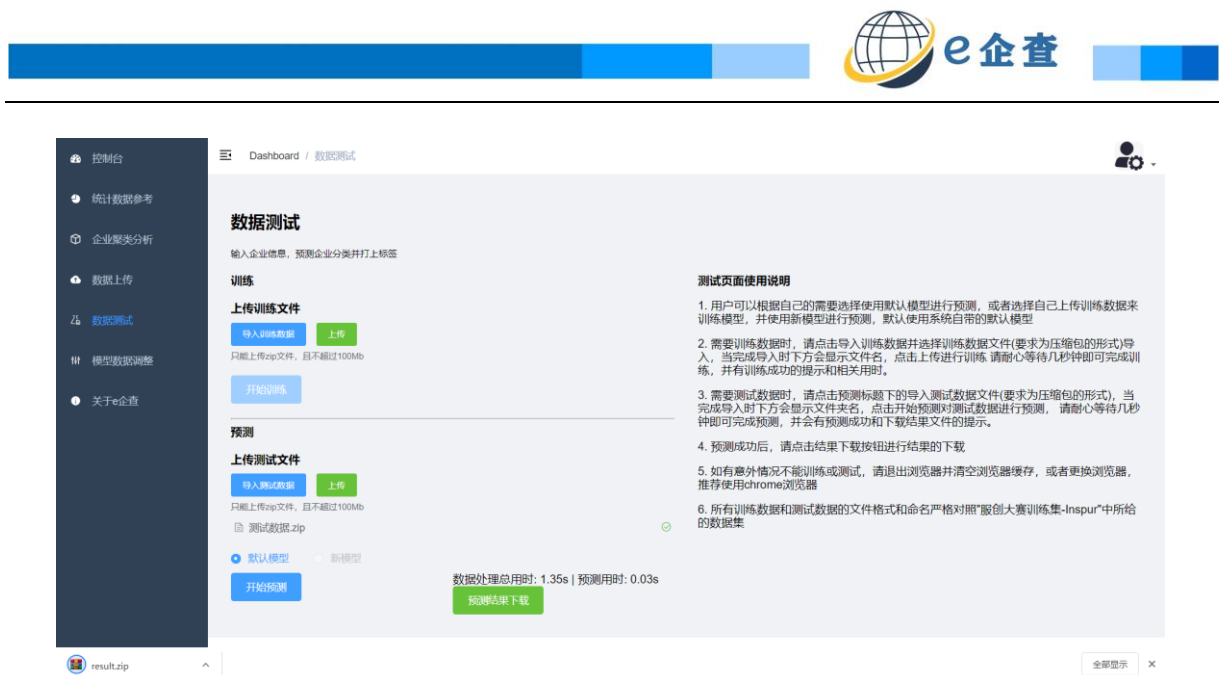 e企查
控制台
统计数据参考
企业聚类分析
数据上传
数据测试
模型数据调整
关于e企查
Dashboard / 数据测试
数据测试
输入企业信息，预测企业分类并打上标签
训练
上传训练文件
导入训练数据 上传
只能上传zip文件，且不超过100Mb
开始训练
预测
上传测试文件
导入测试数据 上传
只能上传zip文件，且不超过100Mb
测试数据.zip
默认模型 新模型
开始预测
数据处理总用时: 1.35s | 预测用时: 0.03s
预测结果下载
测试页面使用说明
1. 用户可以根据自己的需要选择使用默认模型进行预测，或者选择自己上传训练数据来
训练模型，并使用新模型进行预测，默认使用系统自带的默认模型
2. 需要训练数据时，请点击导入训练数据并选择训练数据文件(要求为压缩包的形式)导
入，当完成导入时下方会显示文件名，点击上传进行训练 请耐心等待几秒钟即可完成训
练，并有训练成功的提示和相关用时。
3. 需要测试数据时，请点击预测标题下的导入测试数据文件(要求为压缩包的形式)，当
完成导入时下方会显示文件夹名，点击开始预测对测试数据进行预测， 请耐心等待几秒
钟即可完成预测，并会有预测成功和下载结果文件的提示。
4. 预测成功后，请点击结果下载按钮进行结果的下载
5. 如有意外情况不能训练或测试，请退出浏览器并清空浏览器缓存，或者更换浏览器，
推荐使用chrome浏览器
6. 所有训练数据和测试数据的文件格式和命名严格对照"服创大赛训练集-Inspur"中所给
的数据集
result.zip
全部显示